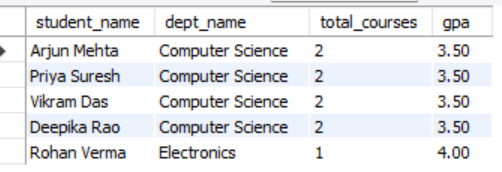 student_name dept_name total_courses gpa
Arjun Mehta Computer Science 2 3.50
Priya Suresh Computer Science 2 3.50
Vikram Das Computer Science 2 3.50
Deepika Rao Computer Science 2 3.50
Rohan Verma Electronics 1 4.00